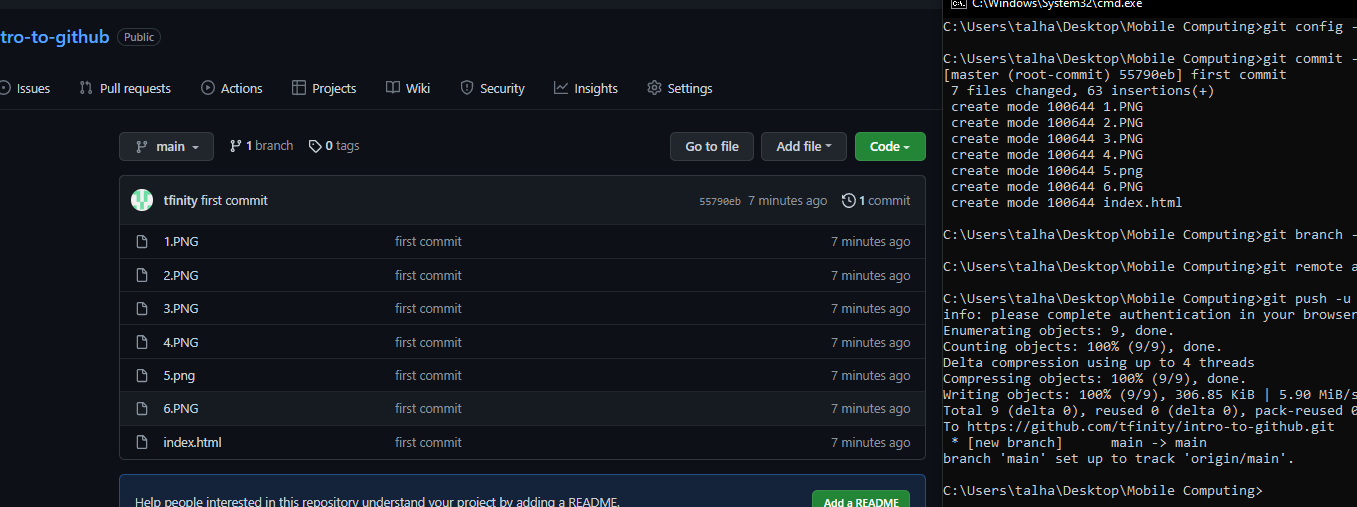 tro-to-github Public
Issues Pull requests Actions Projects Wiki Security Insights Settings
main 1 branch 0 tags Go to file Add file Code
tfinity first commit 55790eb 7 minutes ago 1 commit
1.PNG first commit 7 minutes ago
2.PNG first commit 7 minutes ago
3.PNG first commit 7 minutes ago
4.PNG first commit 7 minutes ago
5.png first commit 7 minutes ago
6.PNG first commit 7 minutes ago
index.html first commit 7 minutes ago
Help people interested in this repository understand your project by adding a README. Add a README
C:\Windows\System32\cmd.exe
C:\Users\talha\Desktop\Mobile Computing>git config -
C:\Users\talha\Desktop\Mobile Computing>git commit -
[master (root-commit) 55790eb] first commit
7 files changed, 63 insertions(+)
create mode 100644 1.PNG
create mode 100644 2.PNG
create mode 100644 3.PNG
create mode 100644 4.PNG
create mode 100644 5.png
create mode 100644 6.PNG
create mode 100644 index.html
C:\Users\talha\Desktop\Mobile Computing>git branch -
C:\Users\talha\Desktop\Mobile Computing>git remote a
C:\Users\talha\Desktop\Mobile Computing>git push -u
info: please complete authentication in your browser
Enumerating objects: 9, done.
Counting objects: 100% (9/9), done.
Delta compression using up to 4 threads
Compressing objects: 100% (9/9), done.
Writing objects: 100% (9/9), 306.85 KiB | 5.90 MiB/s
Total 9 (delta 0), reused 0 (delta 0), pack-reused 0
To https://github.com/tfinity/intro-to-github.git
* [new branch] main -> main
branch 'main' set up to track 'origin/main'.
C:\Users\talha\Desktop\Mobile Computing>